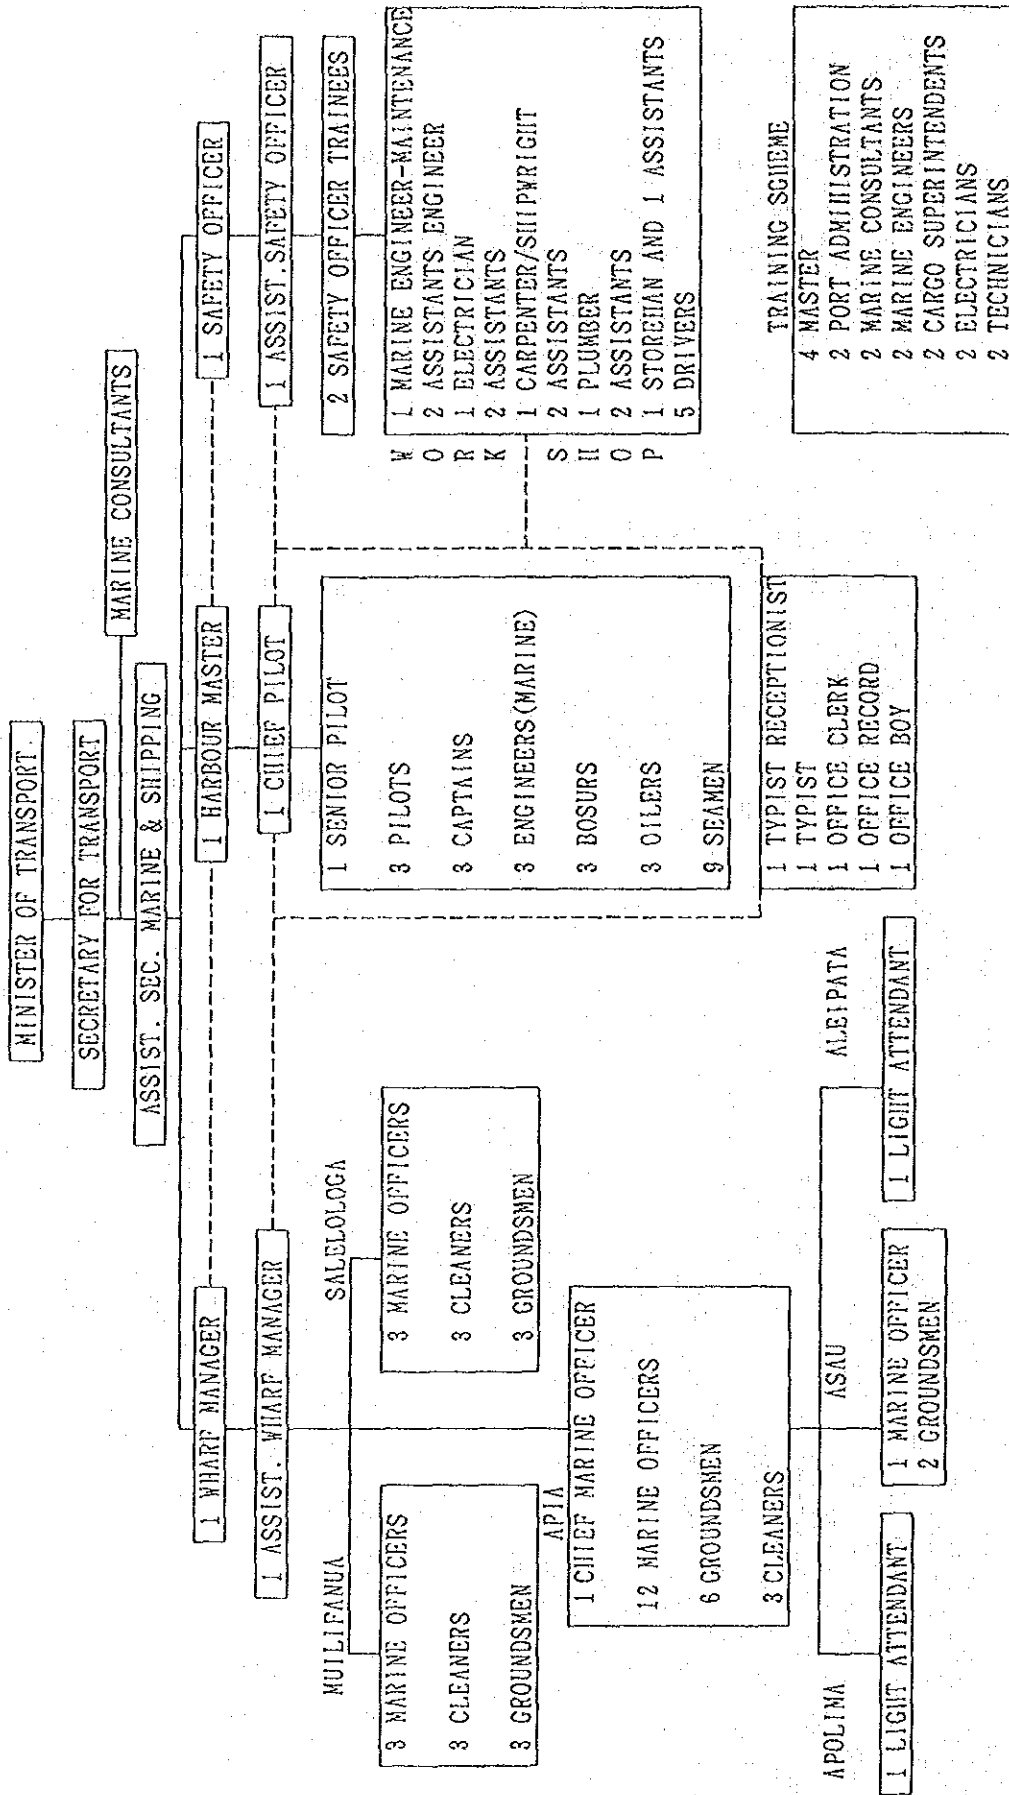 MINISTER OF TRANSPORT.
SECRETARY FOR TRANSPORT
MARINE CONSULTANTS
ASSIST. SEC. MARINE & SHIPPING
1 WHARF MANAGER
1 HARBOUR MASTER
1 SAFETY OFFICER
1 ASSIST. WHARF MANAGER
1 CHIEF PILOT
1 ASSIST.SAFETY OFFICER
MUILIFANUA
3 MARINE OFFICERS
3 CLEANERS
3 GROUNDSMEN
SALELOLOGA
3 MARINE OFFICERS
3 CLEANERS
3 GROUNDSMEN
APIA
1 CHIEF MARINE OFFICER
12 MARINE OFFICERS
6 GROUNDSMEN
3 CLEANERS
APOLIMA
1 LIGHT ATTENDANT
ASAU
1 MARINE OFFICER
2 GROUNDSMEN
ALEIPATA
1 LIGHT ATTENDANT
1 SENIOR PILOT
3 PILOTS
3 CAPTAINS
3 ENGINEERS(MARINE)
3 BOSURS
3 OILERS
9 SEAMEN
1 TYPIST RECEPTIONIST
1 TYPIST
1 OFFICE CLERK
1 OFFICE RECORD
1 OFFICE BOY
2 SAFETY OFFICER TRAINEES
WORK SHOP
1 MARINE ENGINEER-MAINTENANCE
2 ASSISTANTS ENGINEER
1 ELECTRICIAN
2 ASSISTANTS
1 CARPENTER/SHIPWRIGHT
2 ASSISTANTS
1 PLUMBER
2 ASSISTANTS
1 STOREHAN AND 1 ASSISTANTS
5 DRIVERS
TRAINING SCHEME
4 MASTER
2 PORT ADMINISTRATION
2 MARINE CONSULTANTS
2 MARINE ENGINEERS
2 CARGO SUPERINTENDENTS
2 ELECTRICIANS
2 TECHNICIANS